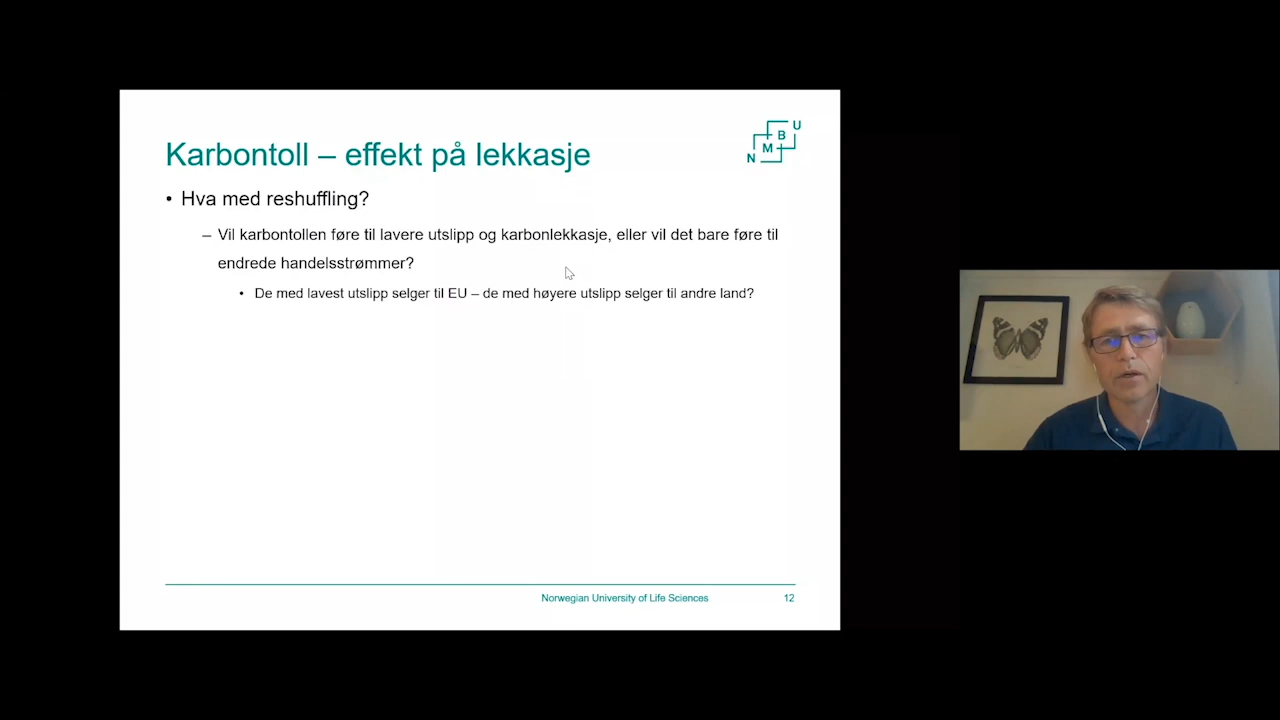 Karbontoll – effekt på lekkasje
N M B U
• Hva med reshuffling?
– Vil karbontollen føre til lavere utslipp og karbonlekkasje, eller vil det bare føre til
endrede handelsstrømmer?
• De med lavest utslipp selger til EU – de med høyere utslipp selger til andre land?
Norwegian University of Life Sciences 12